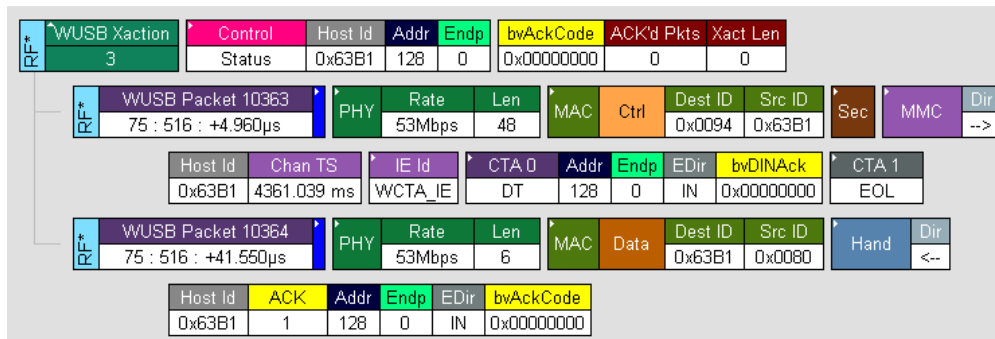 RF* WUSB Xaction Control Host Id Addr Endp bvAckCode ACK'd Pkts Xact Len
3 Status 0x63B1 128 0 0x00000000 0 0
RF* WUSB Packet 10363 PHY Rate Len MAC Ctrl Dest ID Src ID Sec MMC Dir
75 : 516 : +4.960µs 53Mbps 48 0x0094 0x63B1 -->
Host Id Chan TS IE Id CTA 0 Addr Endp EDir bvDINAck CTA 1
0x63B1 4361.039 ms WCTA_IE DT 128 0 IN 0x00000000 EOL
RF* WUSB Packet 10364 PHY Rate Len MAC Data Dest ID Src ID Hand Dir
75 : 516 : +41.550µs 53Mbps 6 0x63B1 0x0080 <--
Host Id ACK Addr Endp EDir bvAckCode
0x63B1 1 128 0 IN 0x00000000